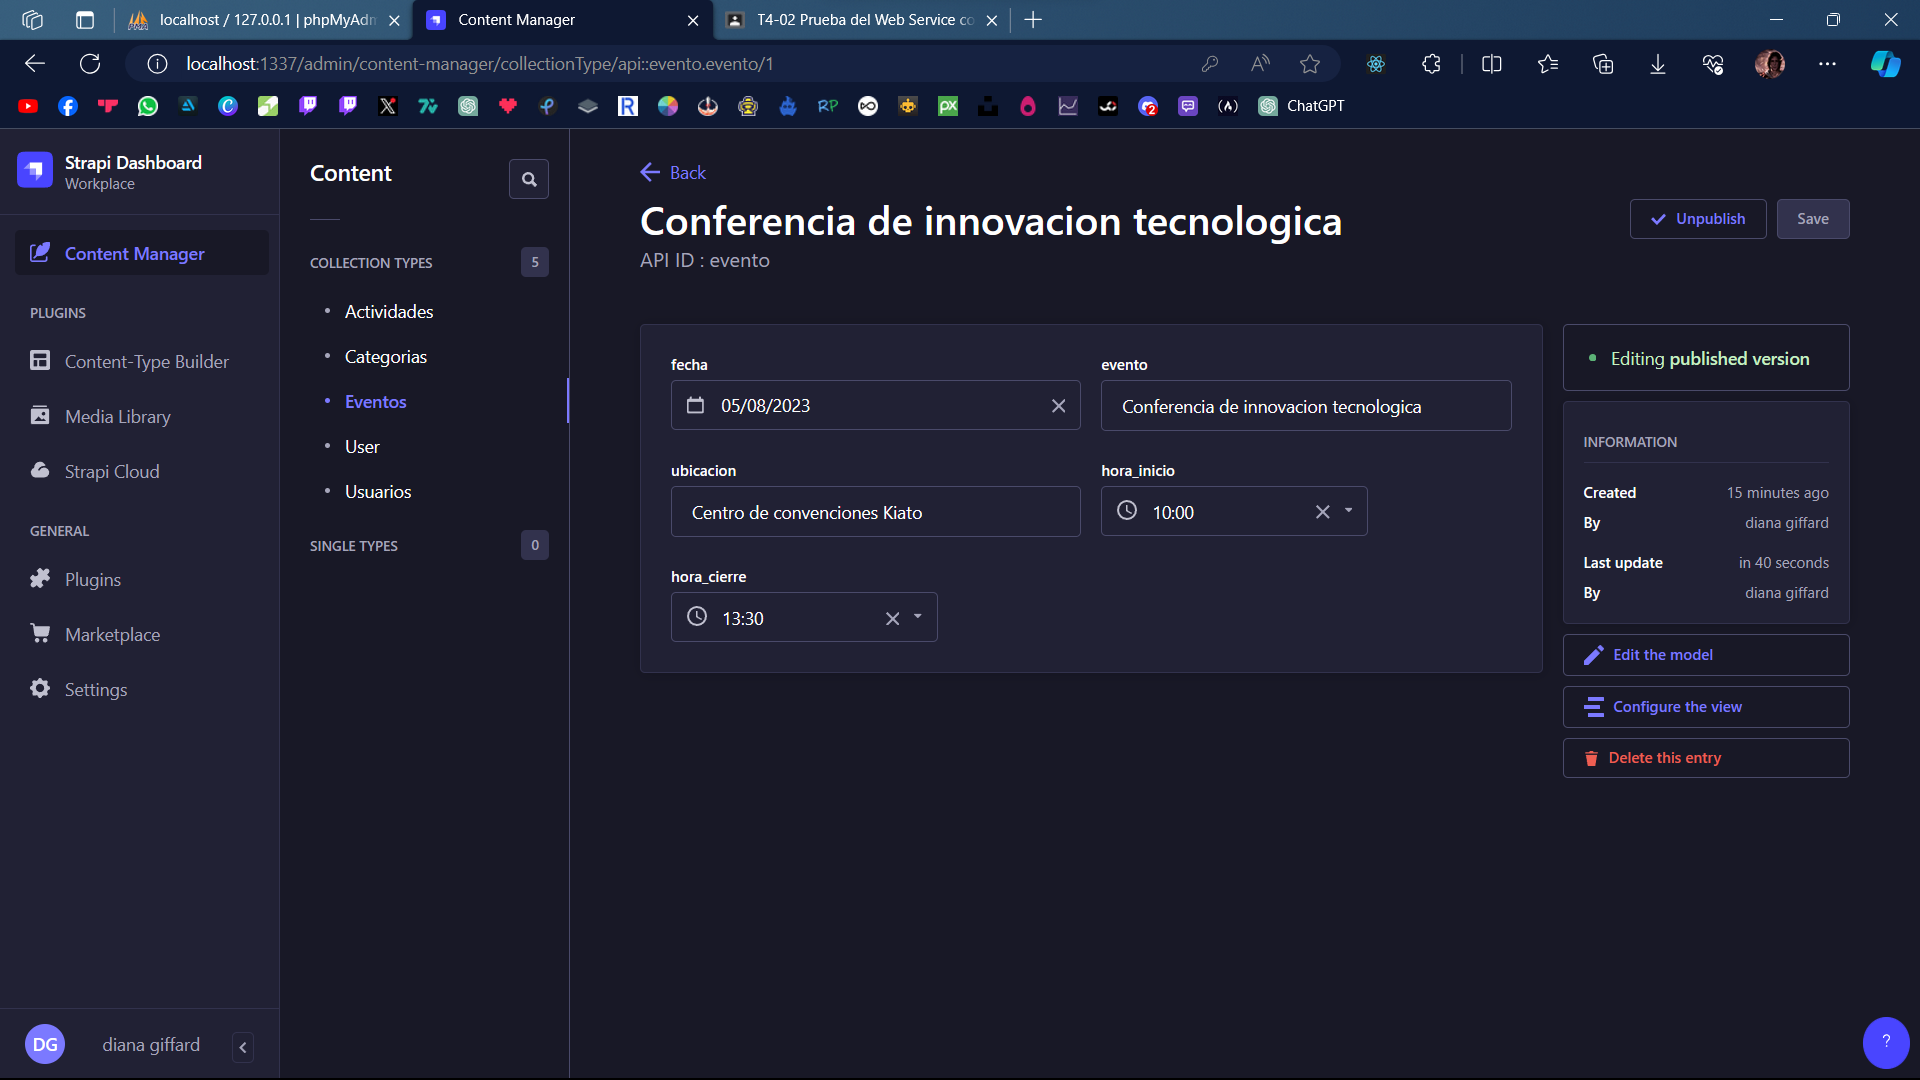 localhost / 127.0.0.1 | phpMyAdm
Content Manager
T4-02 Prueba del Web Service co
localhost:1337/admin/content-manager/collectionType/api::evento.evento/1
ChatGPT
Strapi Dashboard
Workplace
Content Manager
PLUGINS
Content-Type Builder
Media Library
Strapi Cloud
GENERAL
Plugins
Marketplace
Settings
DG
diana giffard
Content
COLLECTION TYPES
5
Actividades
Categorias
Eventos
User
Usuarios
SINGLE TYPES
0
Back
Conferencia de innovacion tecnologica
API ID : evento
Unpublish
Save
fecha
05/08/2023
evento
Conferencia de innovacion tecnologica
ubicacion
Centro de convenciones Kiato
hora_inicio
10:00
hora_cierre
13:30
Editing published version
INFORMATION
Created
15 minutes ago
By
diana giffard
Last update
in 40 seconds
By
diana giffard
Edit the model
Configure the view
Delete this entry
?